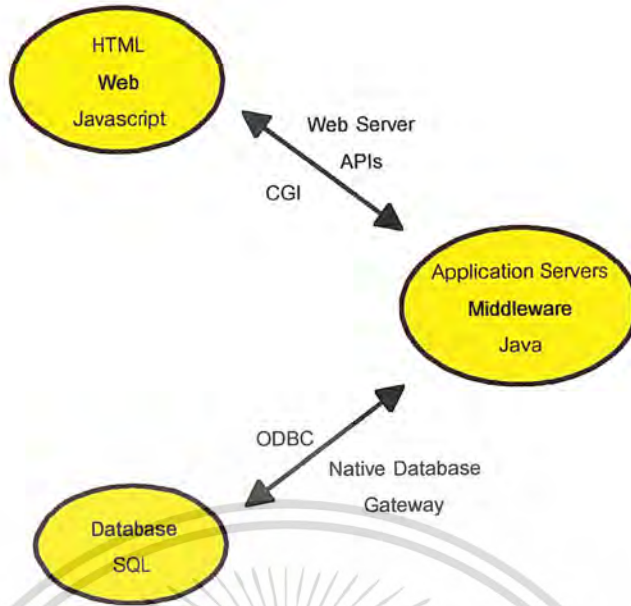 HTML
Web
Javascript
Web Server
APIs
CGI
Application Servers
Middleware
Java
ODBC
Native Database
Gateway
Database
SQL